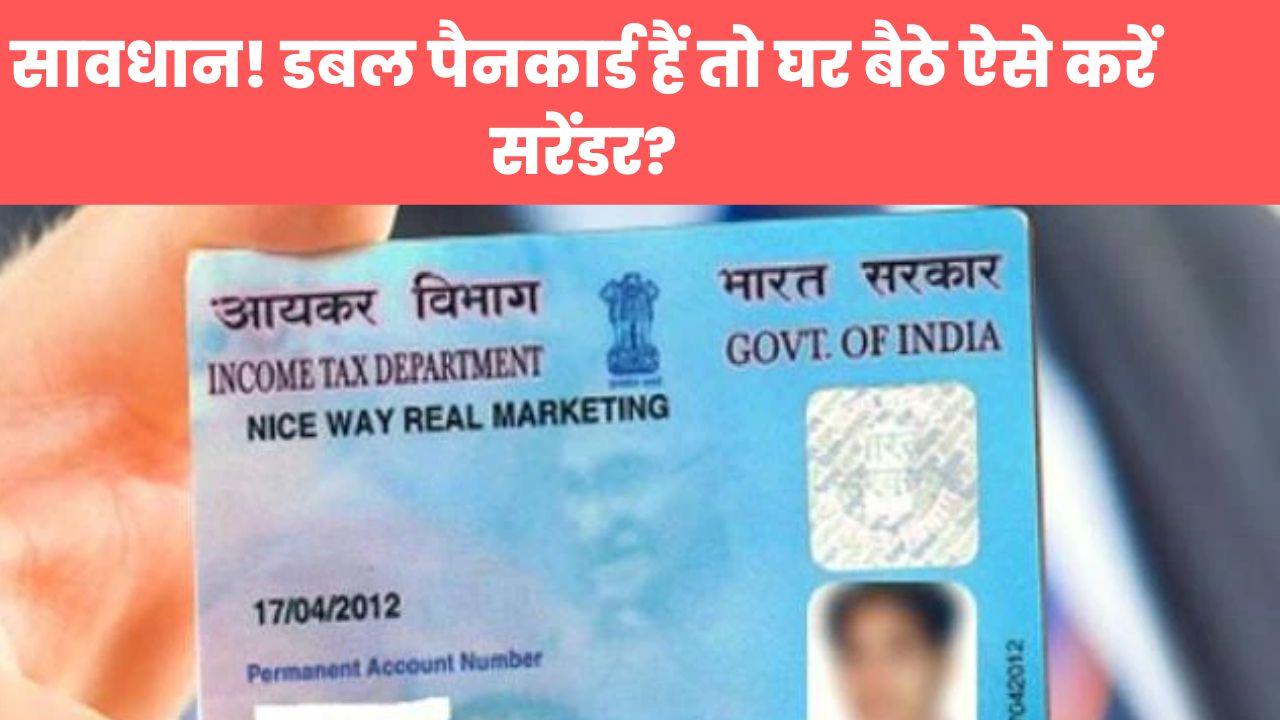 सावधान! डबल पैनकार्ड हैं तो घर बैठे ऐसे करें
सरेंडर?
आयकर विभाग
भारत सरकार
INCOME TAX DEPARTMENT
GOVT. OF INDIA
NICE WAY REAL MARKETING
17/04/2012
Permanent Account Number